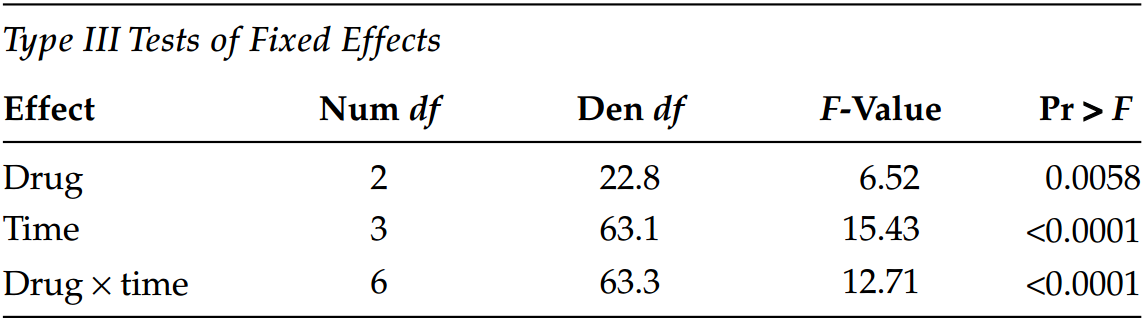 Type III Tests of Fixed Effects
Effect Num df Den df F-Value Pr > F
Drug 2 22.8 6.52 0.0058
Time 3 63.1 15.43 <0.0001
Drug × time 6 63.3 12.71 <0.0001